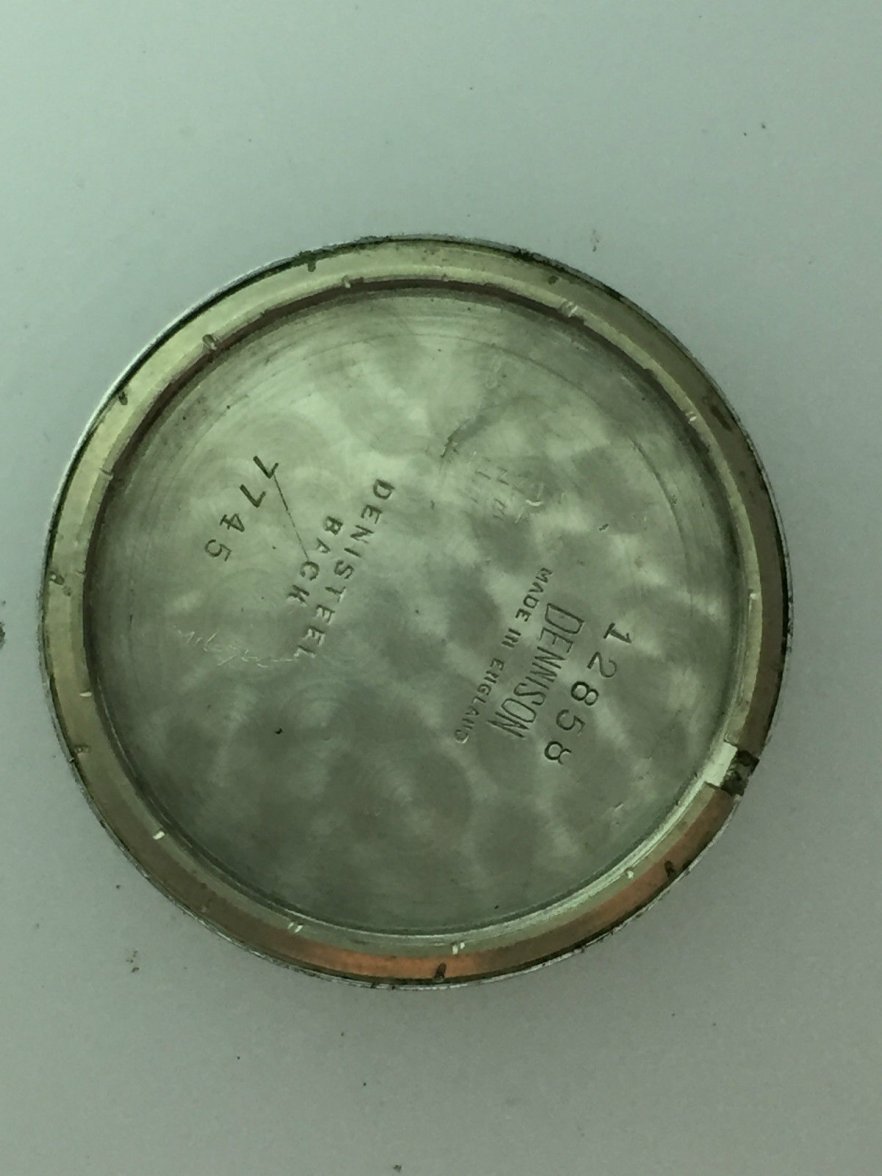 12858
DENNISON
MADE IN ENGLAND
DENISTEEL
BACK
7745